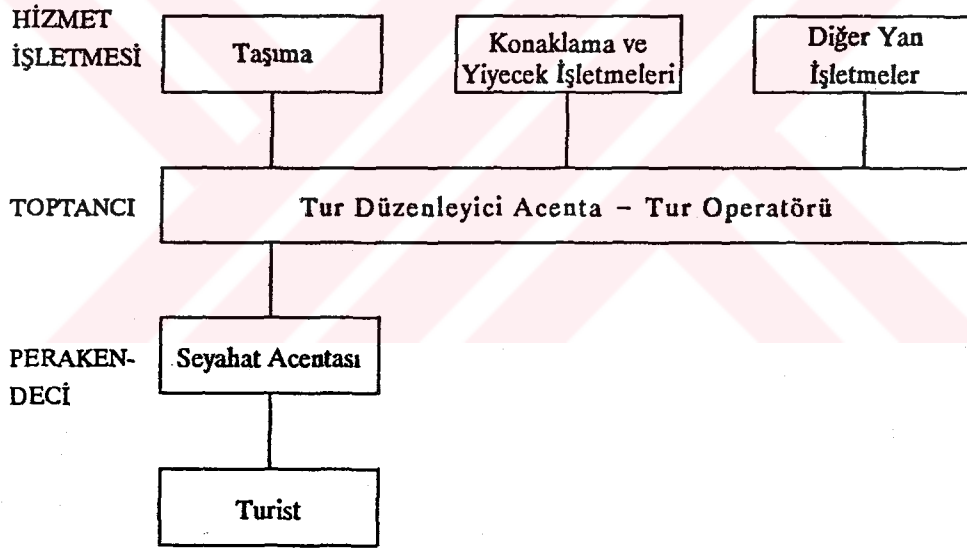 HİZMET
İŞLETMESİ
Taşıma
Konaklama ve
Yiyecek İşletmeleri
Diğer Yan
İşletmeler
TOPTANCI
Tur Düzenleyici Acenta – Tur Operatörü
PERAKEN-
DECİ
Seyahat Acentası
Turist